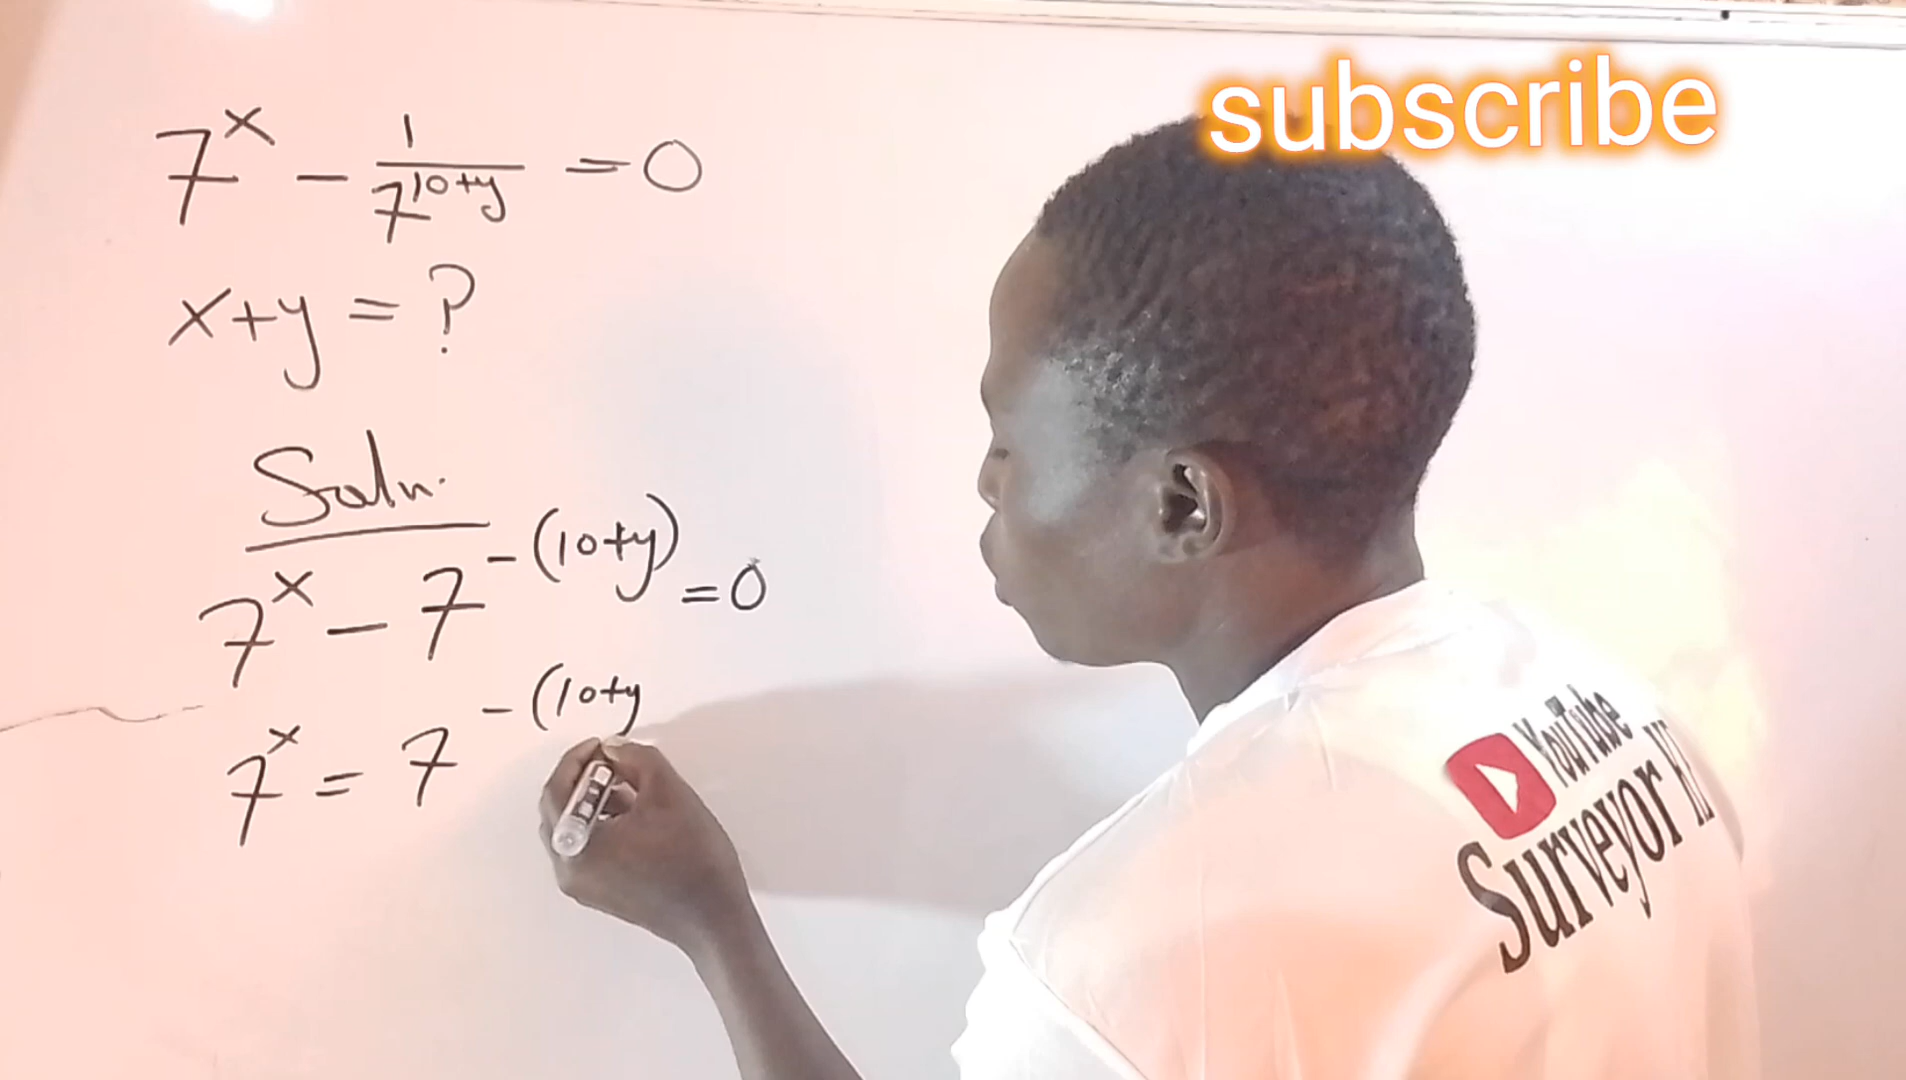 subscribe
7^x - 1/7^(10+y) = 0
x+y = ?
Soln.
7^x - 7^-(10+y) = 0
7^x = 7^-(10+y
YouTube
Surveyor